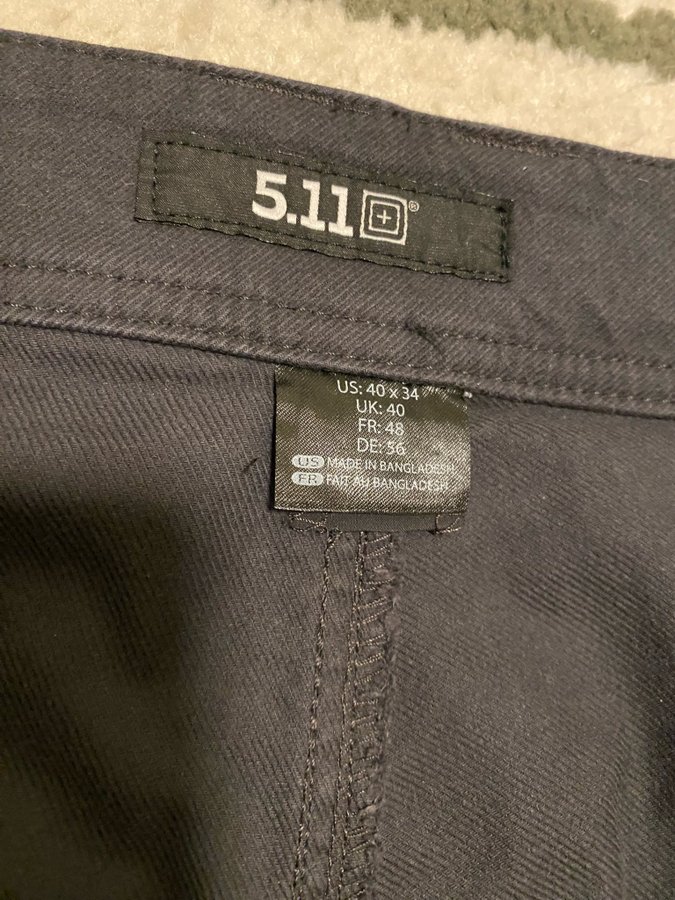 5.11®
US: 40 x 34
UK: 40
FR: 48
DE: 56
US MADE IN BANGLADESH
FR FAIT AU BANGLADESH